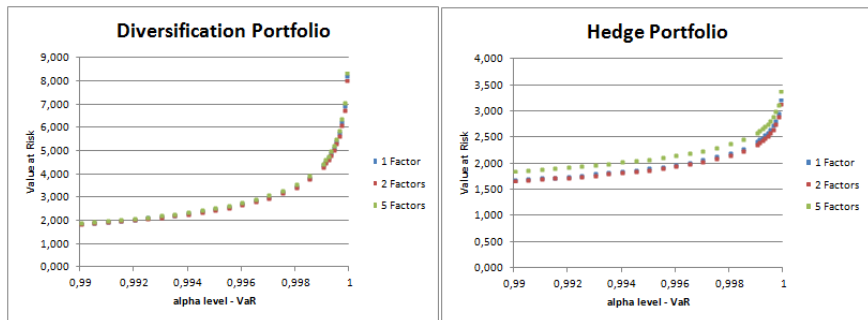 Diversification Portfolio
9,000
8,000
7,000
6,000
5,000
4,000
3,000
2,000
1,000
0,000
Value at Risk
0,99
0,992
0,994
0,996
0,998
1
alpha level - VaR
1 Factor
2 Factors
5 Factors
Hedge Portfolio
4,000
3,500
3,000
2,500
2,000
1,500
1,000
0,500
0,000
Value at Risk
0,99
0,992
0,994
0,996
0,998
1
alpha level - VaR
1 Factor
2 Factors
5 Factors